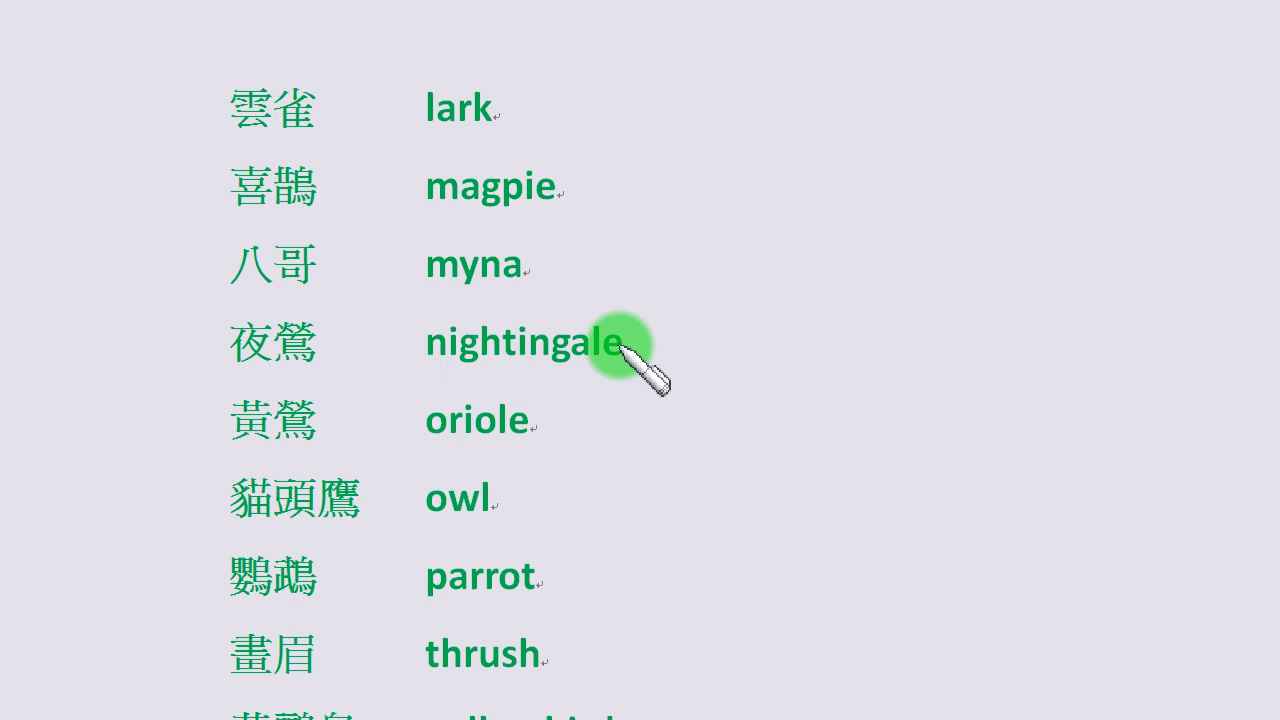 雲雀 lark
喜鵲 magpie
八哥 myna
夜鶯 nightingale
黃鶯 oriole
貓頭鷹 owl
鸚鵡 parrot
畫眉 thrush